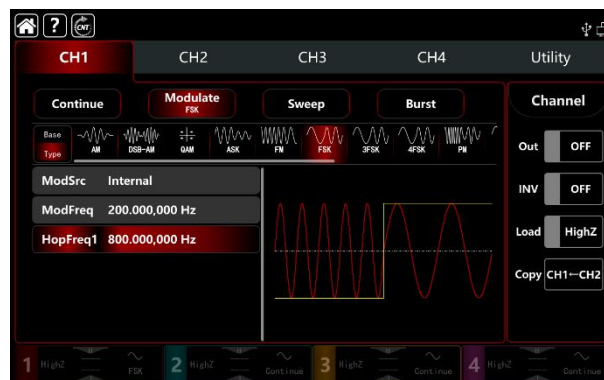 ? CNT
CH1 CH2 CH3 CH4 Utility
Continue Modulate Sweep Burst Channel
FSK
Base
Type AM DSB-AM QAM ASK FM FSK 3FSK 4FSK PM
Out OFF
ModSrc Internal
INV OFF
ModFreq 200.000,000 Hz
Load HighZ
HopFreq1 800.000,000 Hz
Copy CH1←CH2
1 HighZ FSK 2 HighZ Continue 3 HighZ Continue 4 HighZ Continue